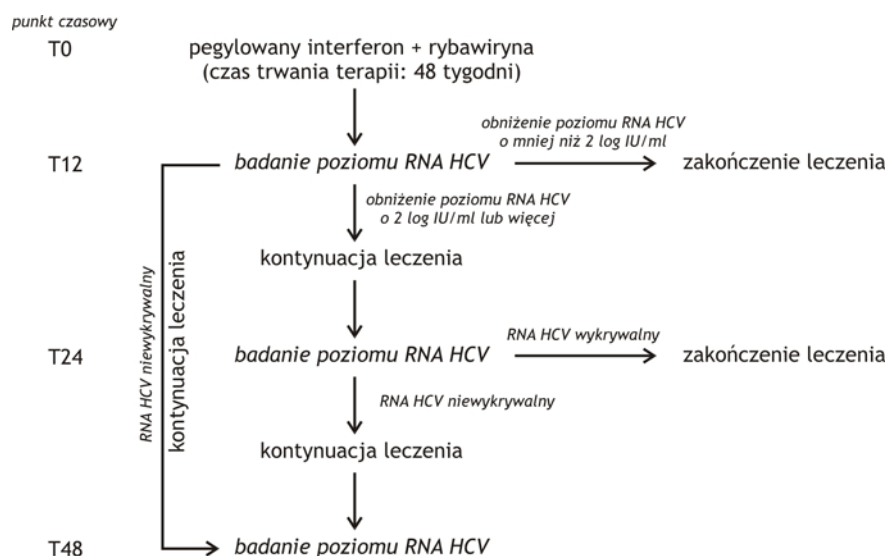 punkt czasowy
T0
pegylowany interferon + rybawiryna
(czas trwania terapii: 48 tygodni)
obniżenie poziomu RNA HCV
o mniej niż 2 log IU/ml
T12
badanie poziomu RNA HCV
zakończenie leczenia
obniżenie poziomu RNA HCV
o 2 log IU/ml lub więcej
RNA HCV niewykrywalny
kontynuacja leczenia
kontynuacja leczenia
T24
badanie poziomu RNA HCV
RNA HCV wykrywalny
zakończenie leczenia
RNA HCV niewykrywalny
kontynuacja leczenia
T48
badanie poziomu RNA HCV